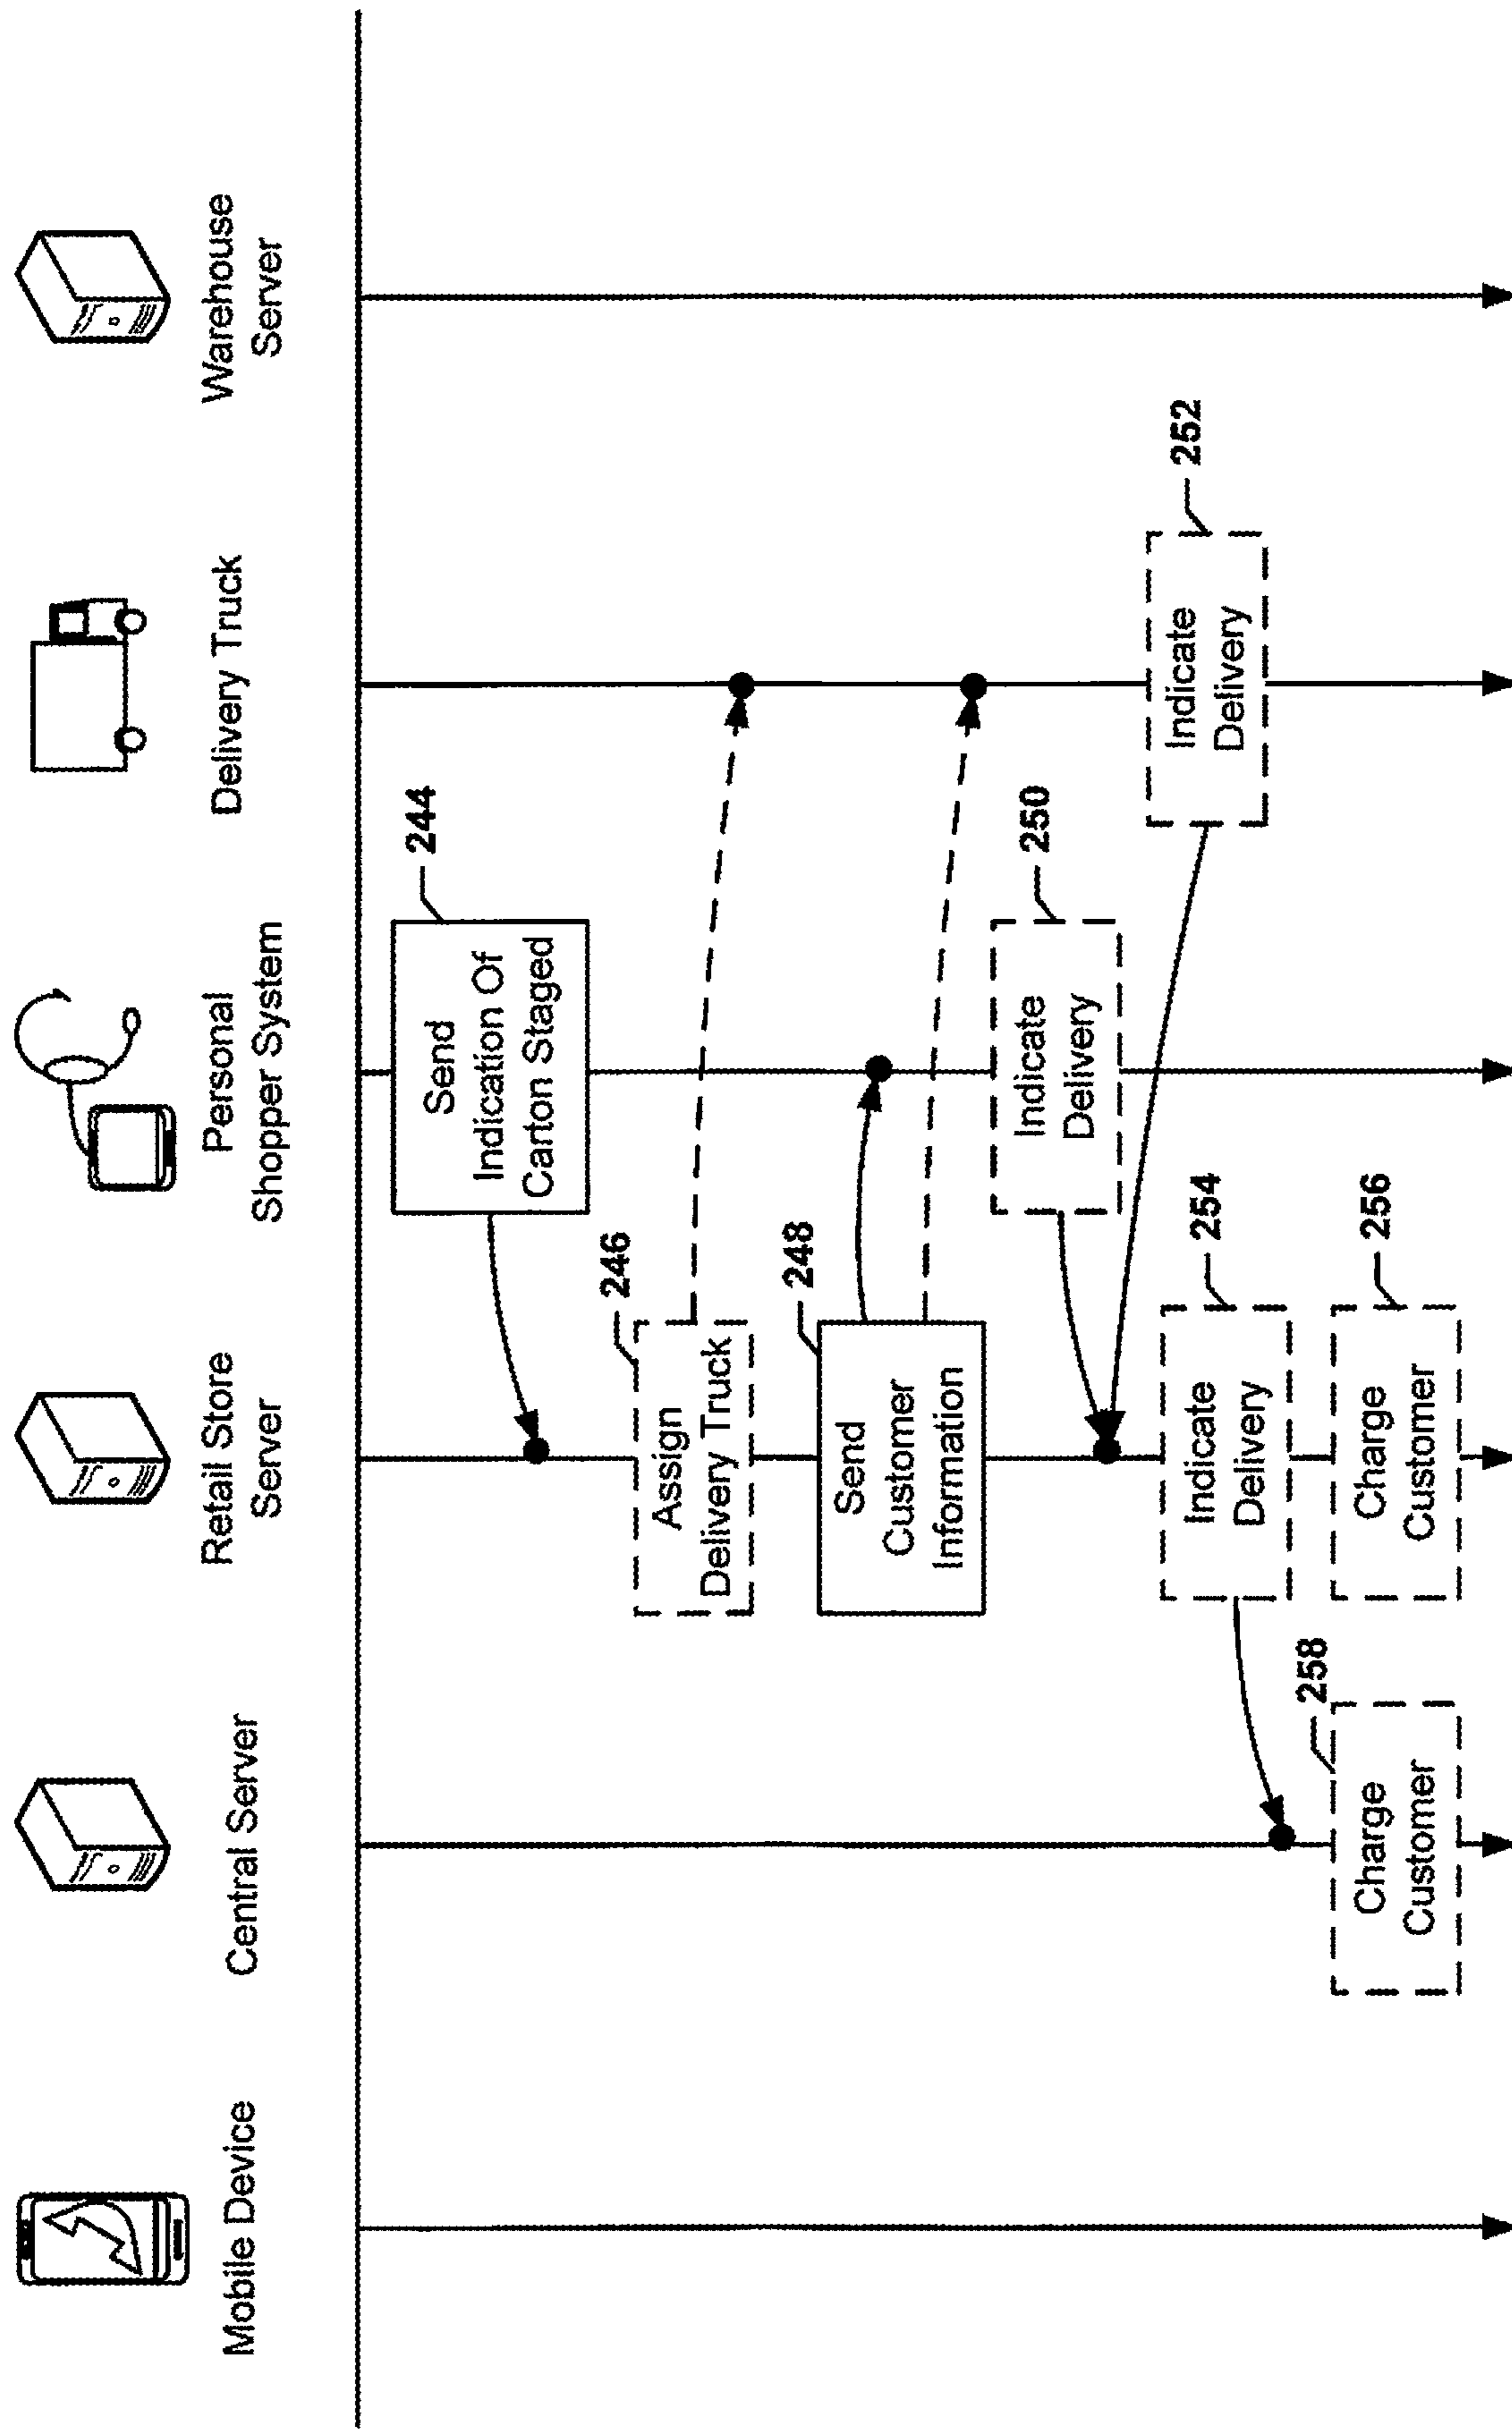 Mobile Device
Central Server
Retail Store
Server
Personal
Shopper System
Delivery Truck
Warehouse
Server
244
Send
Indication Of
Carton Staged
246
Assign
Delivery Truck
248
Send
Customer
Information
250
Indicate
Delivery
252
Indicate
Delivery
254
Indicate
Delivery
256
Charge
Customer
258
Charge
Customer